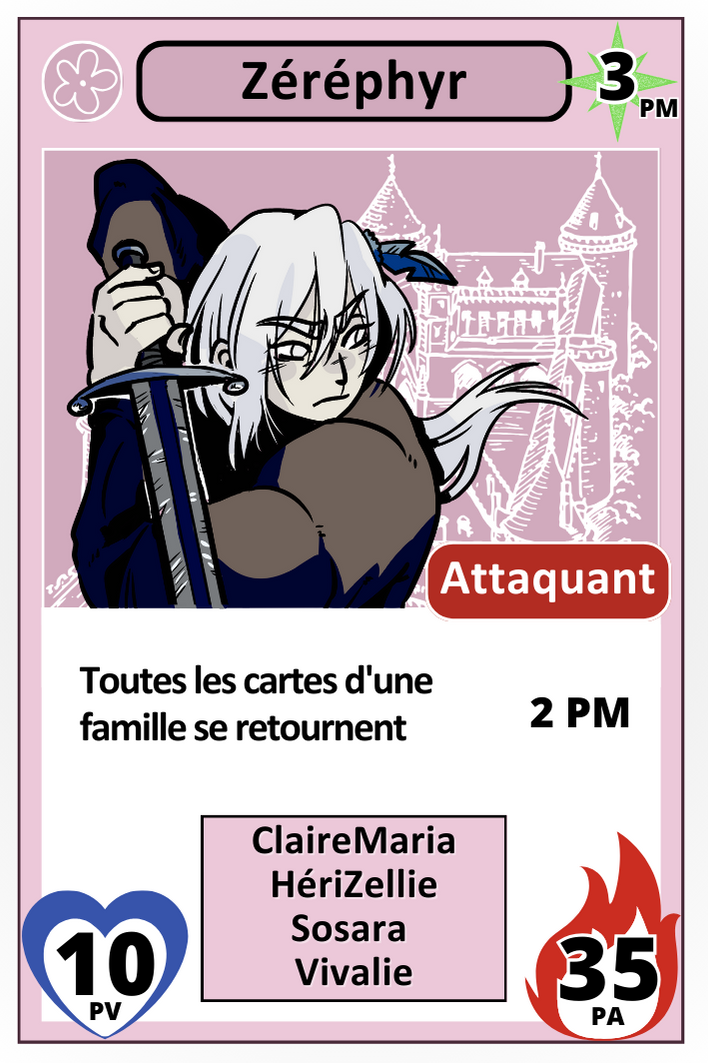 Zéréphyr
3
PM
Attaquant
Toutes les cartes d'une
famille se retournent
2 PM
ClaireMaria
HériZellie
Sosara
Vivalie
10
PV
35
PA